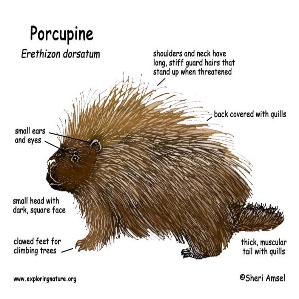 Porcupine
Erethizon dorsatum
shoulders and neck have
long, stiff guard hairs that
stand up when threatened
back covered with quills
small ears
and eyes
small head with
dark, square face
clawed feet for
climbing trees
thick, muscular
tail with quills
www.exploringnature.org
©Sheri Amsel